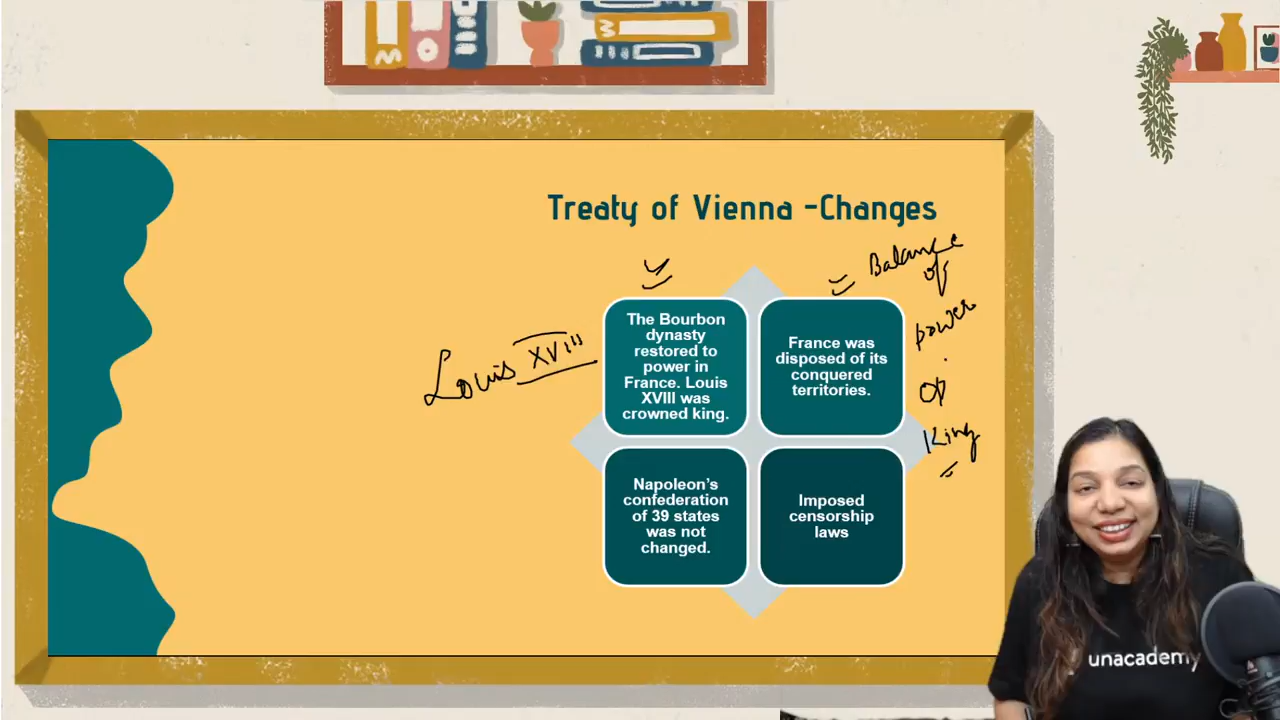 Treaty of Vienna -Changes
Balance
of
power
of
King
Louis XVIII
The Bourbon
dynasty
restored to
power in
France. Louis
XVIII was
crowned king.
France was
disposed of its
conquered
territories.
Napoleon's
confederation
of 39 states
was not
changed.
Imposed
censorship
laws
unacademy